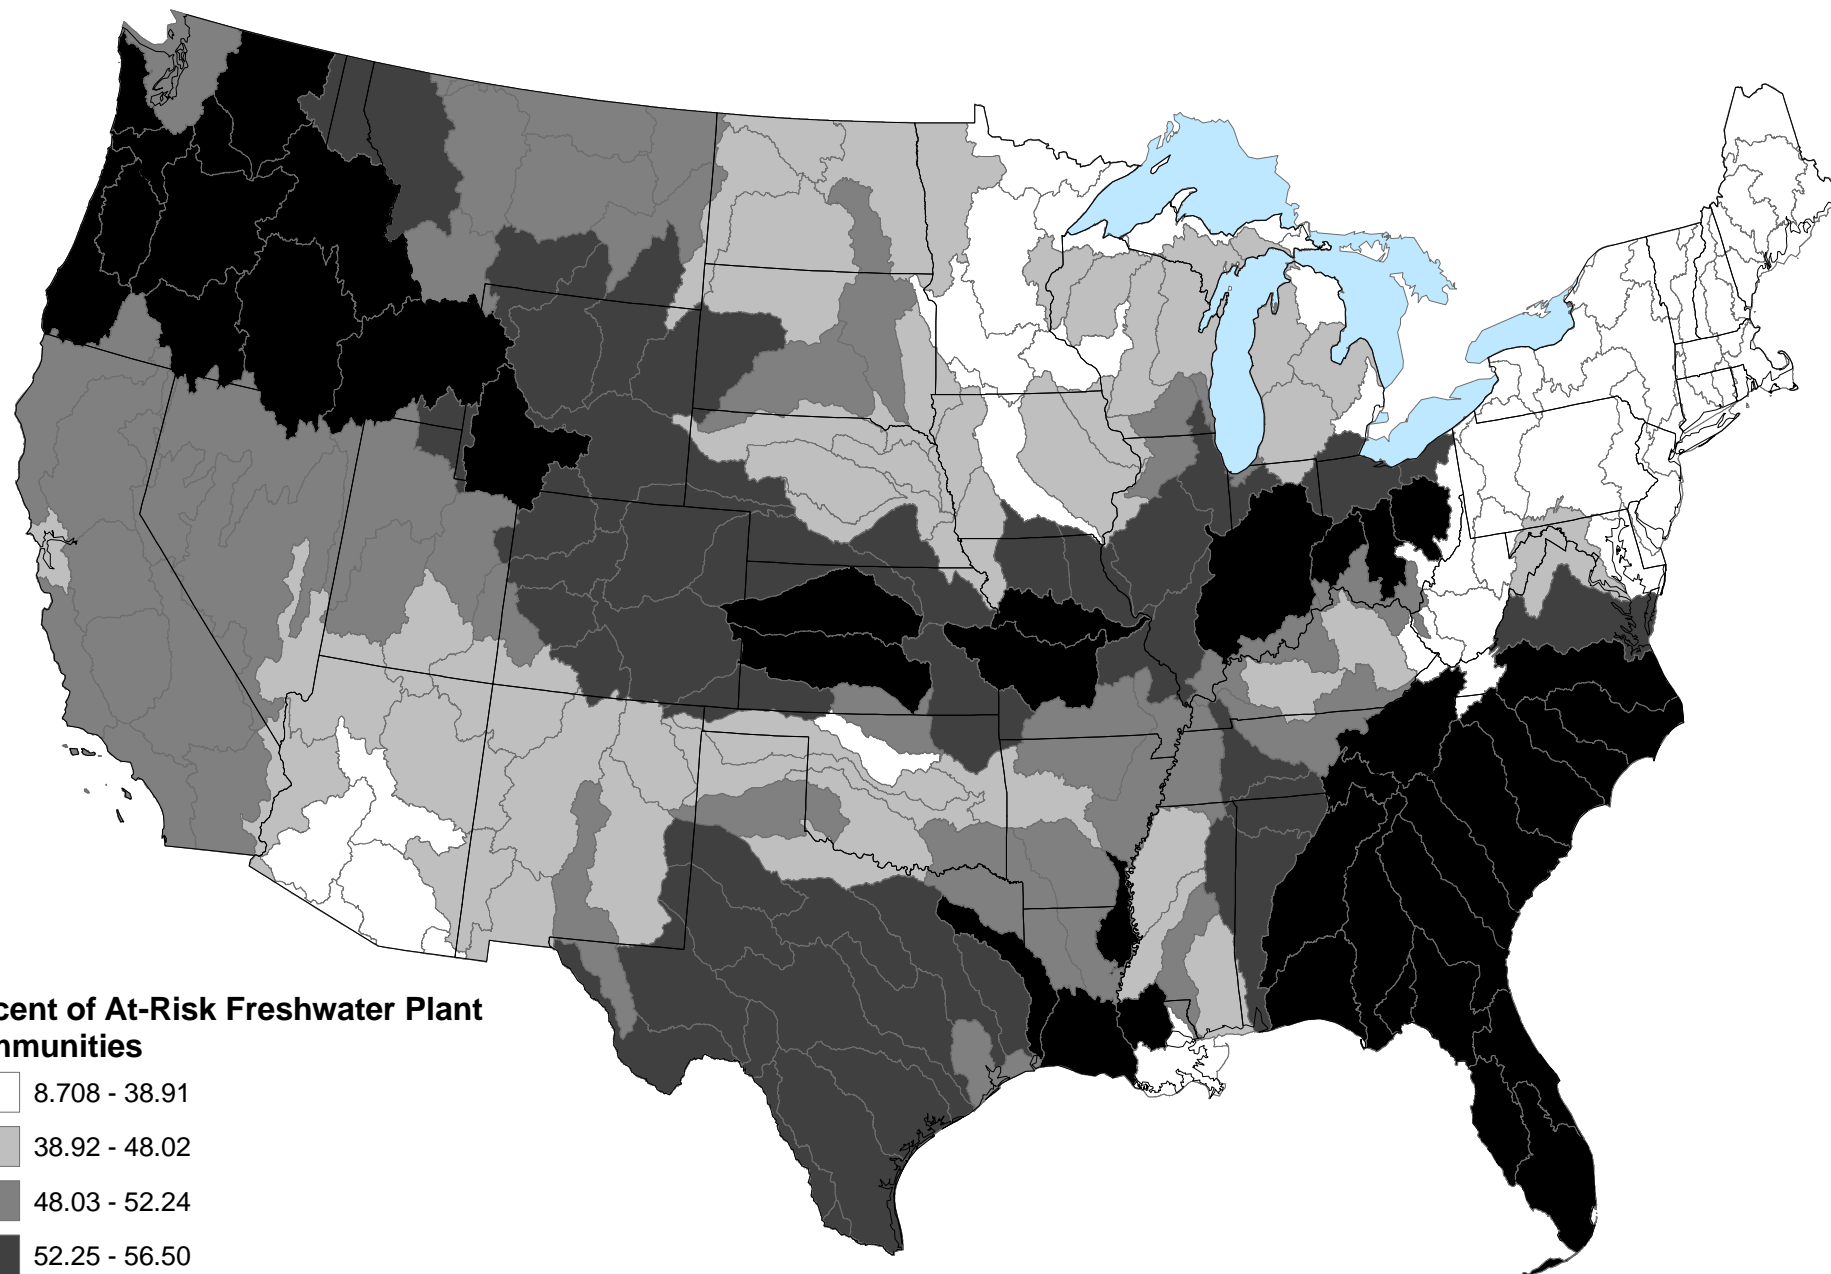 cent of At-Risk Freshwater Plant
mmunities
8.708 - 38.91
38.92 - 48.02
48.03 - 52.24
52.25 - 56.50